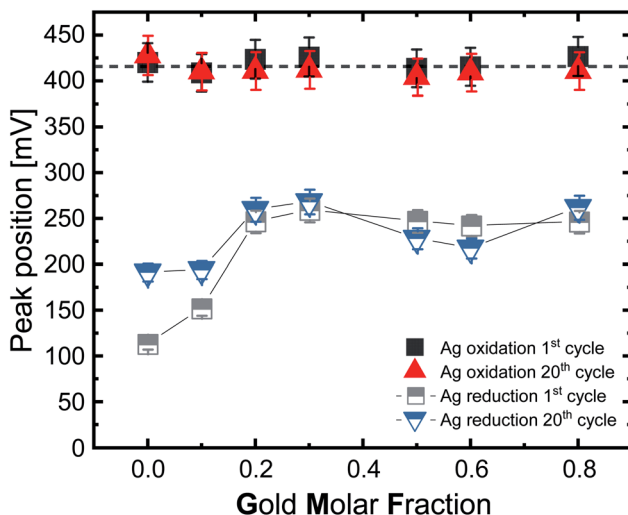 Peak position [mV]
450
400
350
300
250
200
150
100
50
0
Ag oxidation 1st cycle
Ag oxidation 20th cycle
Ag reduction 1st cycle
Ag reduction 20th cycle
0.0 0.2 0.4 0.6 0.8
Gold Molar Fraction